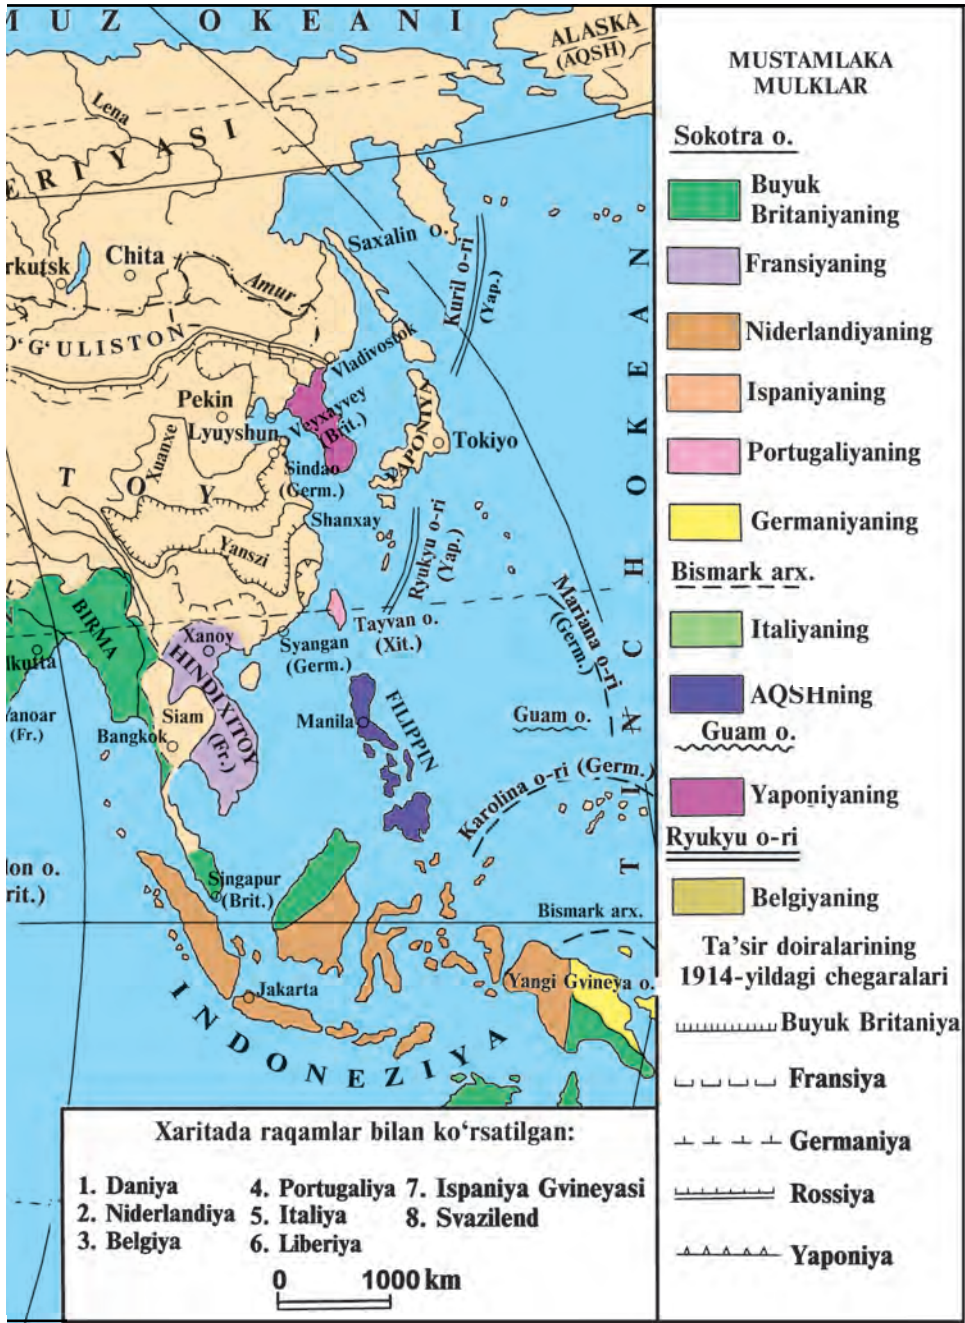 MUZ OKEANI
ALASKA
(AQSH)
Lena
ERIYASI
Saxalin o.
Kuril o-ri
(Yap.)
rkutsk
Chita
Amur
O‘G‘ULISTON
Vladivostok
Pekin
Lyuyshun
Veyxayvey
(Brit.)
YAPONIYA
Tokiyo
Xuanxe
Sindao
(Germ.)
XITOY
Shanxay
Yanszi
Ryukyu o-ri
(Yap.)
TINCH OKEAN
Mariana o-ri
(Germ.)
BIRMA
Xanoy
Syangan
(Germ.)
Tayvan o.
(Xit.)
lkutta
HINDIXITOY
(Fr.)
Yanoar
(Fr.)
Siam
Bangkok
Manila
FILIPPIN
Guam o.
Karolina o-ri (Germ.)
lon o.
rit.)
Singapur
(Brit.)
Bismark arx.
Yangi Gvineya o.
Jakarta
INDONEZIYA
Xaritada raqamlar bilan ko‘rsatilgan:
1. Daniya
2. Niderlandiya
3. Belgiya
4. Portugaliya
5. Italiya
6. Liberiya
7. Ispaniya Gvineyasi
8. Svazilend
0 1000 km
MUSTAMLAKA
MULKLAR
Sokotra o.
Buyuk
Britaniyaning
Fransiyaning
Niderlandiyaning
Ispaniyaning
Portugaliyaning
Germaniyaning
Bismark arx.
Italiyaning
AQSHning
Guam o.
Yaponiyaning
Ryukyu o-ri
Belgiyaning
Ta’sir doiralarining
1914-yildagi chegaralari
Buyuk Britaniya
Fransiya
Germaniya
Rossiya
Yaponiya